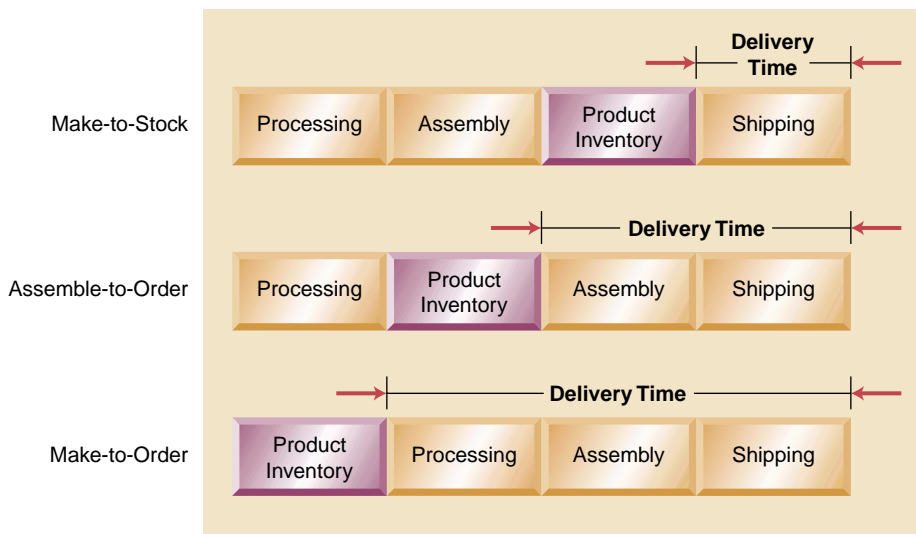 Delivery
Time
Make-to-Stock
Processing
Assembly
Product
Inventory
Shipping
Delivery Time
Assemble-to-Order
Processing
Product
Inventory
Assembly
Shipping
Delivery Time
Make-to-Order
Product
Inventory
Processing
Assembly
Shipping